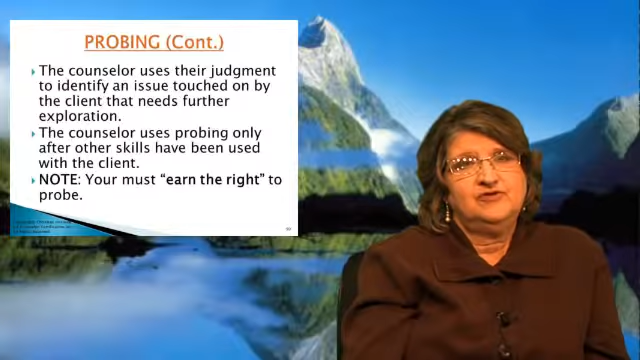 PROBING (Cont.)
The counselor uses their judgment
to identify an issue touched on by
the client that needs further
exploration.
The counselor uses probing only
after other skills have been used
with the client.
NOTE: Your must “earn the right” to
probe.